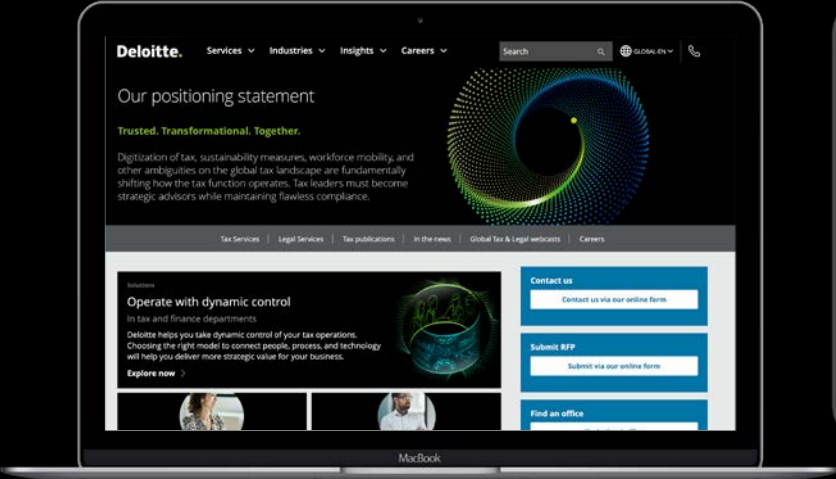 Deloitte.
Services
Industries
Insights
Careers
Search
GLOBAL-EN
Our positioning statement
Trusted. Transformational. Together.
Digitization of tax, sustainability measures, workforce mobility, and
other ambiguities on the global tax landscape are fundamentally
shifting how the tax function operates. Tax leaders must become
strategic advisors while maintaining flawless compliance.
Tax Services | Legal Services | Tax publications | In the news | Global Tax & Legal webcasts | Careers
Solutions
Operate with dynamic control
In tax and finance departments
Deloitte helps you take dynamic control of your tax operations.
Choosing the right model to connect people, process, and technology
will help you deliver more strategic value for your business.
Explore now
Contact us
Contact us via our online form
Submit RFP
Submit via our online form
Find an office
MacBook